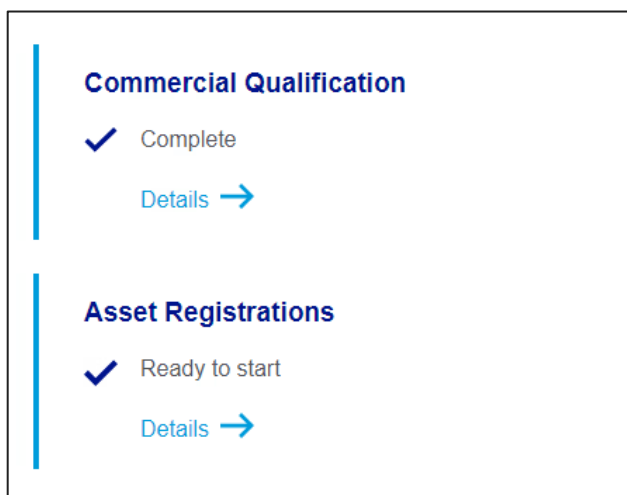 Commercial Qualification
Complete
Details
Asset Registrations
Ready to start
Details